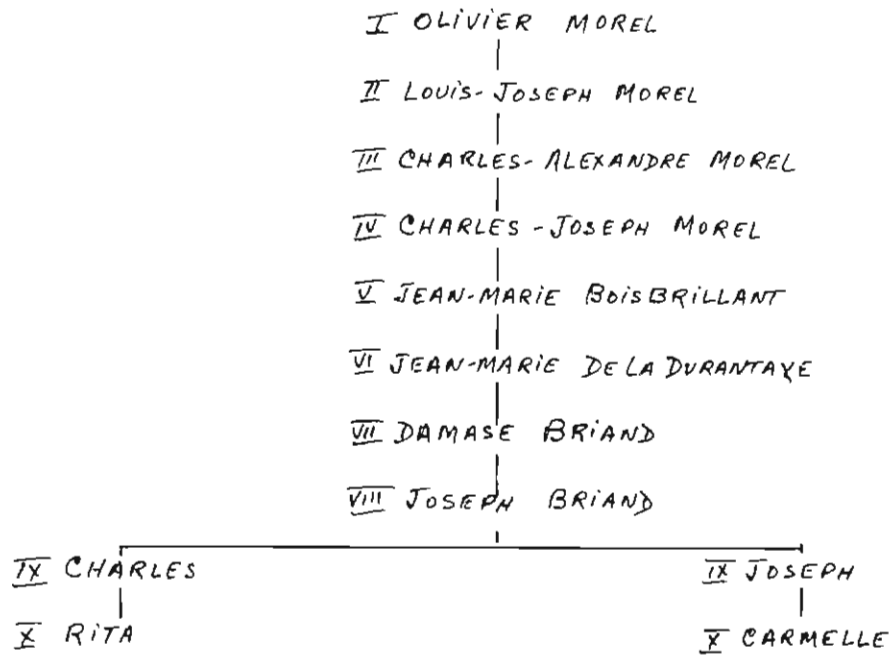 I OLIVIER MOREL
II LOUIS-JOSEPH MOREL
III CHARLES-ALEXANDRE MOREL
IV CHARLES-JOSEPH MOREL
V JEAN-MARIE BOISBRILLANT
VI JEAN-MARIE DE LA DURANTAYE
VII DAMASE BRIAND
VIII JOSEPH BRIAND
IX CHARLES IX JOSEPH
X RITA X CARMELLE